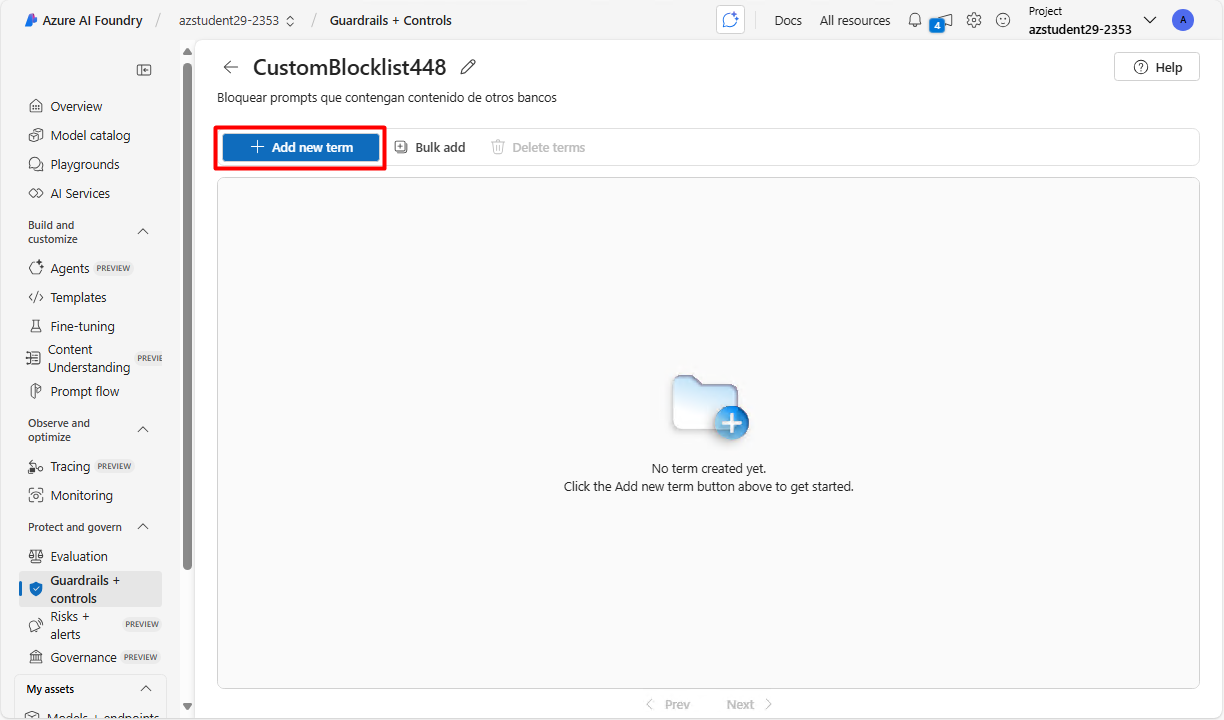 Azure AI Foundry / azstudent29-2353 / Guardrails + Controls
Docs
All resources
4
Project
azstudent29-2353
A
CustomBlocklist448
Help
Bloquear prompts que contengan contenido de otros bancos
Add new term
Bulk add
Delete terms
Overview
Model catalog
Playgrounds
AI Services
Build and
customize
Agents PREVIEW
Templates
Fine-tuning
Content
Understanding
PREVIE
Prompt flow
Observe and
optimize
Tracing PREVIEW
Monitoring
Protect and govern
Evaluation
Guardrails +
controls
Risks +
alerts
PREVIEW
Governance PREVIEW
My assets
Models + endpoints
No term created yet.
Click the Add new term button above to get started.
Prev
Next